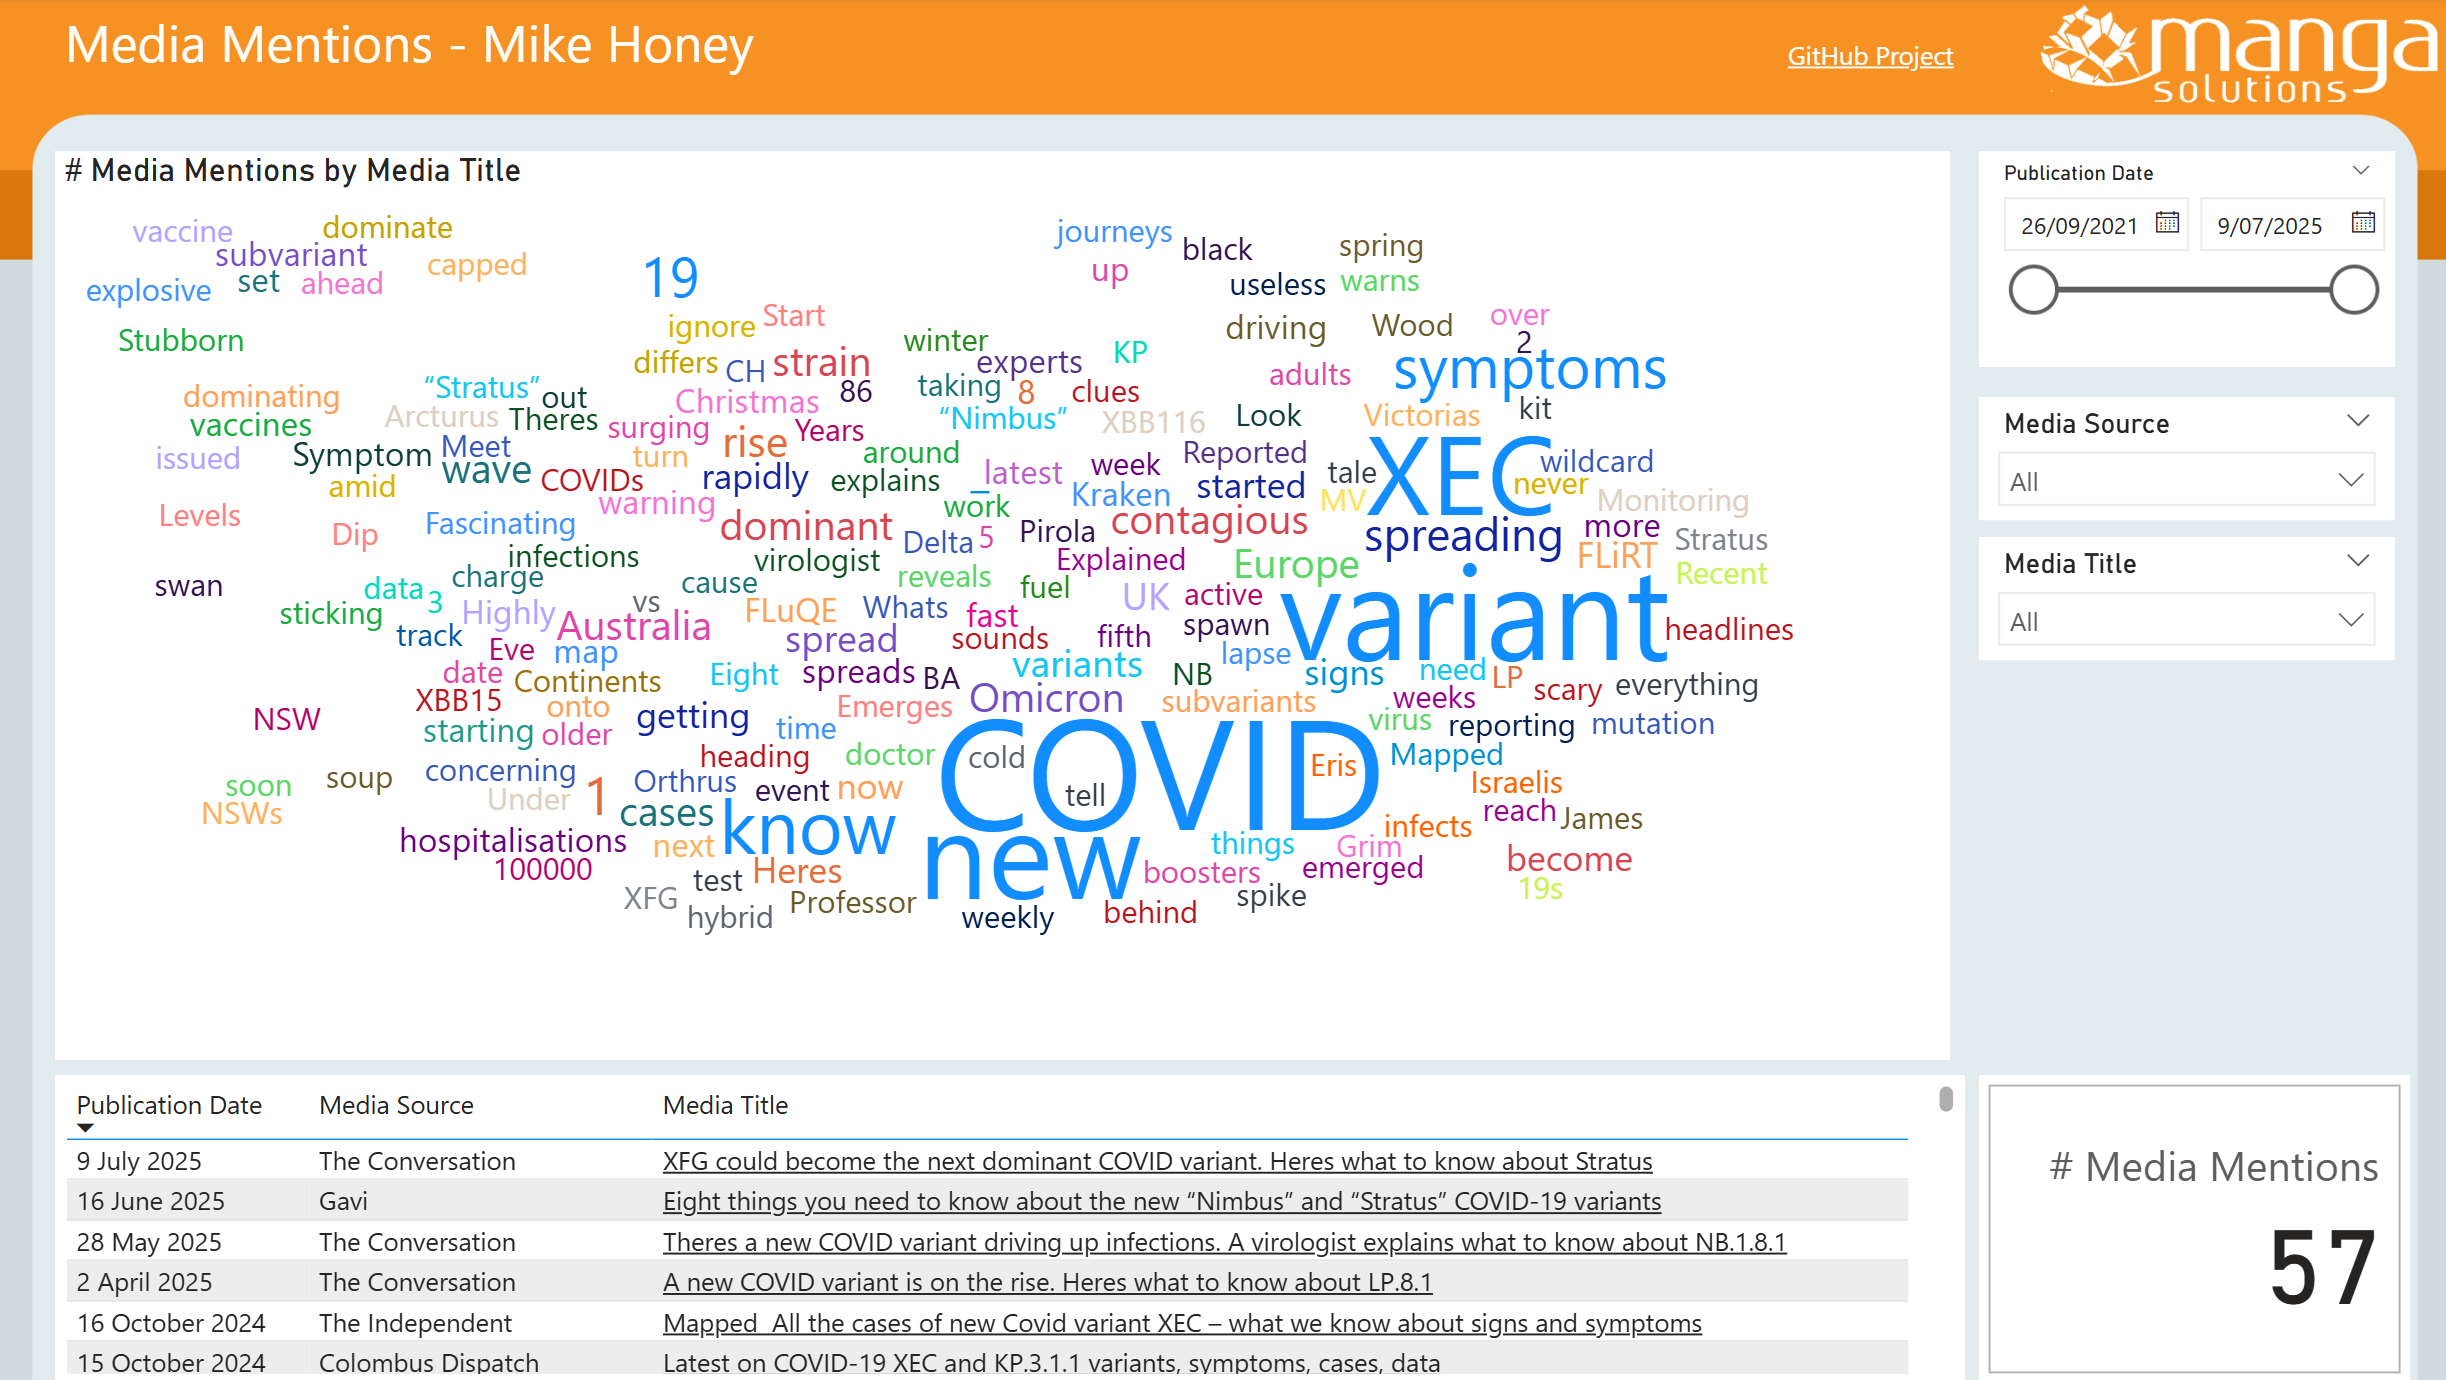 Media Mentions - Mike Honey
GitHub Project
manga
solutions
# Media Mentions by Media Title
vaccine dominate journeys black spring
subvariant capped 19 up
explosive set ahead useless warns
Stubborn ignore Start winter driving Wood over
differs CH strain experts KP 2
dominating "Stratus" out Christmas 86 taking 8 clues adults symptoms
vaccines Arcturus Theres surging rise Years "Nimbus" XBB116 Look Victorias kit
issued Symptom Meet turn around Reported XEC wildcard
amid wave COVIDs rapidly explains _latest week tale never
Levels warning work Kraken started MV Monitoring
Dip Fascinating dominant Delta 5 Pirola contagious spreading more Stratus
infections virologist Explained Europe FLiRT
swan data charge cause reveals fuel variant Recent
sticking 3 Highly vs FLuQE Whats fast UK active
track Australia spread sounds fifth spawn headlines
Eve map variants lapse
date Continents Eight spreads BA NB signs need LP scary everything
XBB15 onto Emerges Omicron subvariants weeks
NSW starting older getting time COVID virus reporting mutation
heading doctor cold Eris Mapped
soon soup concerning Orthrus event now tell Israelis
NSWs Under 1 cases know infects reach James
hospitalisations next new things Grim
100000 Heres boosters emerged become
XFG test Professor spike 19s
hybrid weekly behind
Publication Date
26/09/2021 9/07/2025
Media Source
All
Media Title
All
Publication Date Media Source Media Title
9 July 2025 The Conversation XFG could become the next dominant COVID variant. Heres what to know about Stratus
16 June 2025 Gavi Eight things you need to know about the new “Nimbus” and “Stratus” COVID-19 variants
28 May 2025 The Conversation Theres a new COVID variant driving up infections. A virologist explains what to know about NB.1.8.1
2 April 2025 The Conversation A new COVID variant is on the rise. Heres what to know about LP.8.1
16 October 2024 The Independent Mapped_All the cases of new Covid variant XEC – what we know about signs and symptoms
15 October 2024 Colombus Dispatch Latest on COVID-19 XEC and KP.3.1.1 variants, symptoms, cases, data
# Media Mentions
57